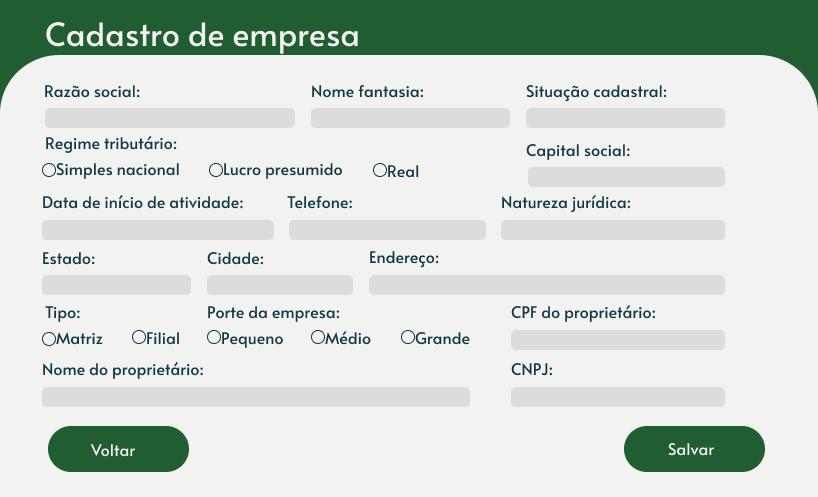 Cadastro de empresa
Razão social: Nome fantasia: Situação cadastral:
Regime tributário:
Capital social:
Simples nacional Lucro presumido Real
Data de início de atividade: Telefone: Natureza jurídica:
Estado: Cidade: Endereço:
Tipo: Porte da empresa: CPF do proprietário:
Matriz Filial Pequeno Médio Grande
Nome do proprietário: CNPJ:
Voltar Salvar